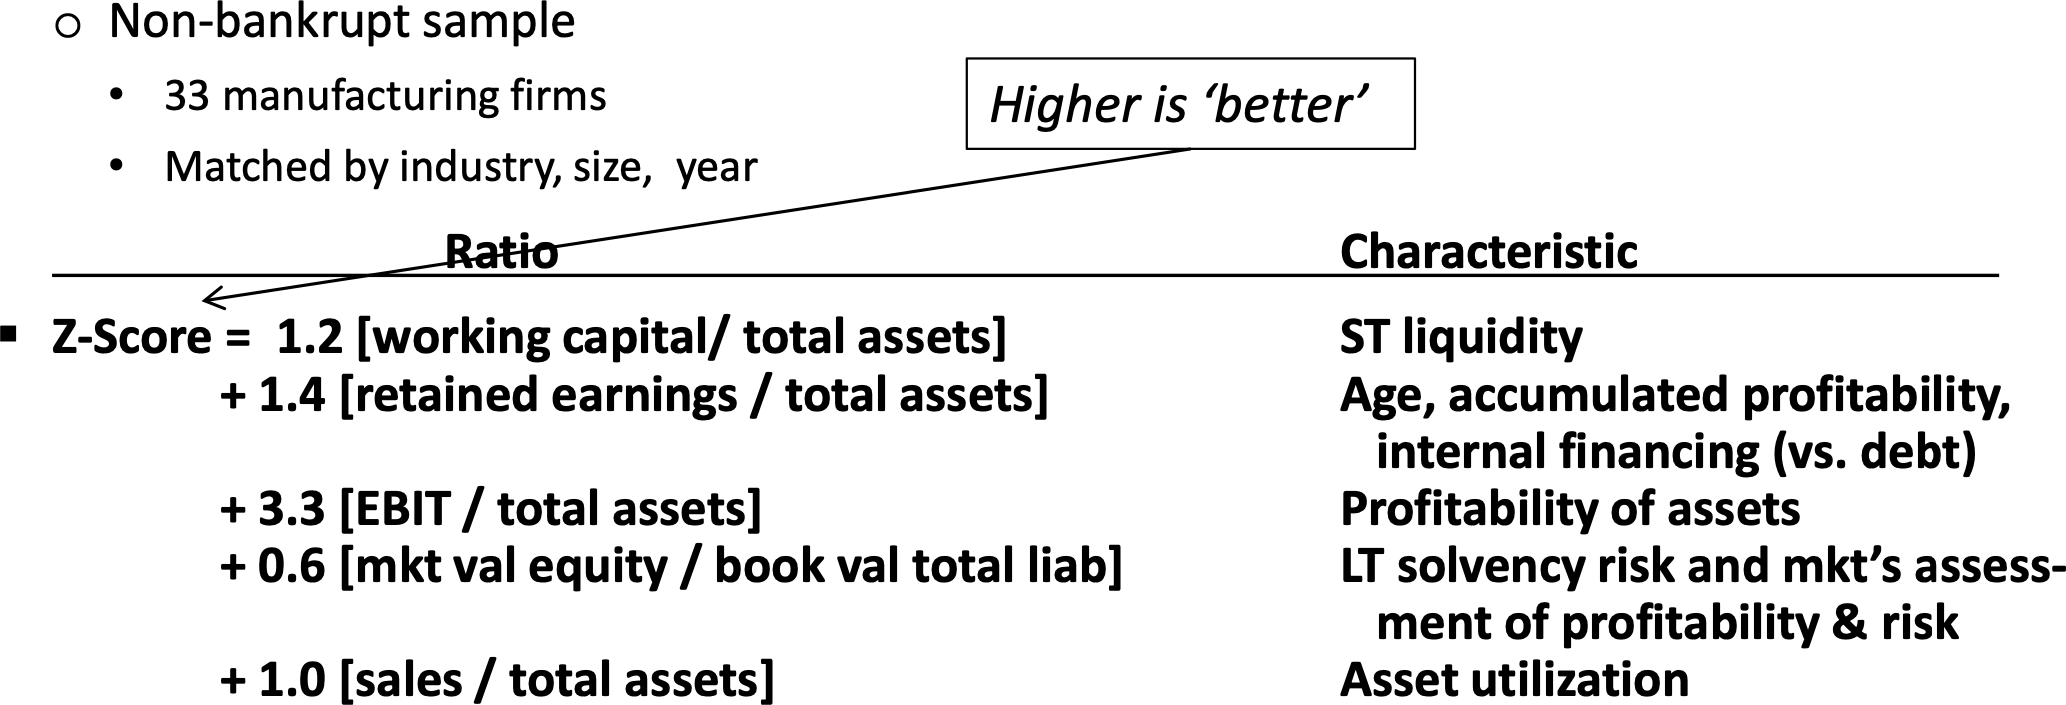 o Non-bankrupt sample
• 33 manufacturing firms
Higher is ‘better’
• Matched by industry, size, year
Ratio Characteristic
▪ Z-Score = 1.2 [working capital/ total assets] ST liquidity
+ 1.4 [retained earnings / total assets] Age, accumulated profitability,
internal financing (vs. debt)
+ 3.3 [EBIT / total assets] Profitability of assets
+ 0.6 [mkt val equity / book val total liab] LT solvency risk and mkt’s assess-
ment of profitability & risk
+ 1.0 [sales / total assets] Asset utilization